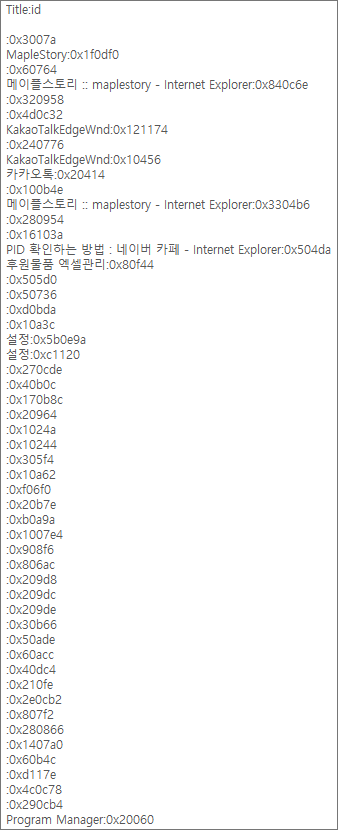 Title:id
:0x3007a
MapleStory:0x1f0df0
:0x60764
메이플스토리 :: maplestory - Internet Explorer:0x840c6e
:0x320958
:0x4d0c32
KakaoTalkEdgeWnd:0x121174
:0x240776
KakaoTalkEdgeWnd:0x10456
카카오톡:0x20414
:0x100b4e
메이플스토리 :: maplestory - Internet Explorer:0x3304b6
:0x280954
:0x16103a
PID 확인하는 방법 : 네이버 카페 - Internet Explorer:0x504da
후원물품 엑셀관리:0x80f44
:0x505d0
:0x50736
:0xd0bda
:0x10a3c
설정:0x5b0e9a
설정:0xc1120
:0x270cde
:0x40b0c
:0x170b8c
:0x20964
:0x1024a
:0x10244
:0x305f4
:0x10a62
:0xf06f0
:0x20b7e
:0xb0a9a
:0x1007e4
:0x908f6
:0x806ac
:0x209d8
:0x209dc
:0x209de
:0x30b66
:0x50ade
:0x60acc
:0x40dc4
:0x210fe
:0x2e0cb2
:0x807f2
:0x280866
:0x1407a0
:0x60b4c
:0xd117e
:0x4c0c78
:0x290cb4
Program Manager:0x20060